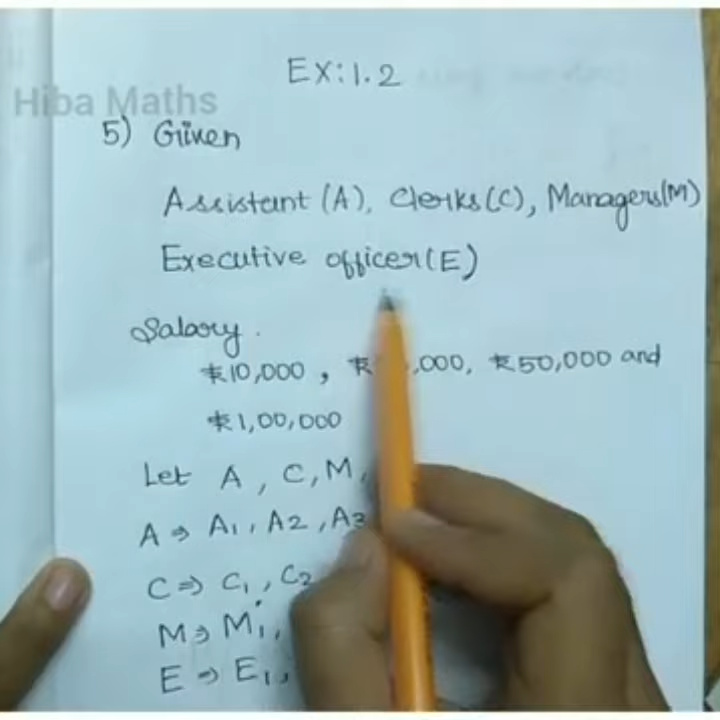 Ex:1.2
Hiba Maths
5) Given
Assistant (A), Clerks (C), Managers (M)
Executive officer (E)
Salary.
₹10,000, ₹ ,000, ₹50,000 and
₹1,00,000
Let A, C, M,
A ⇒ A1, A2, A3
C ⇒ C1, C2
M ⇒ M1,
E ⇒ E1,